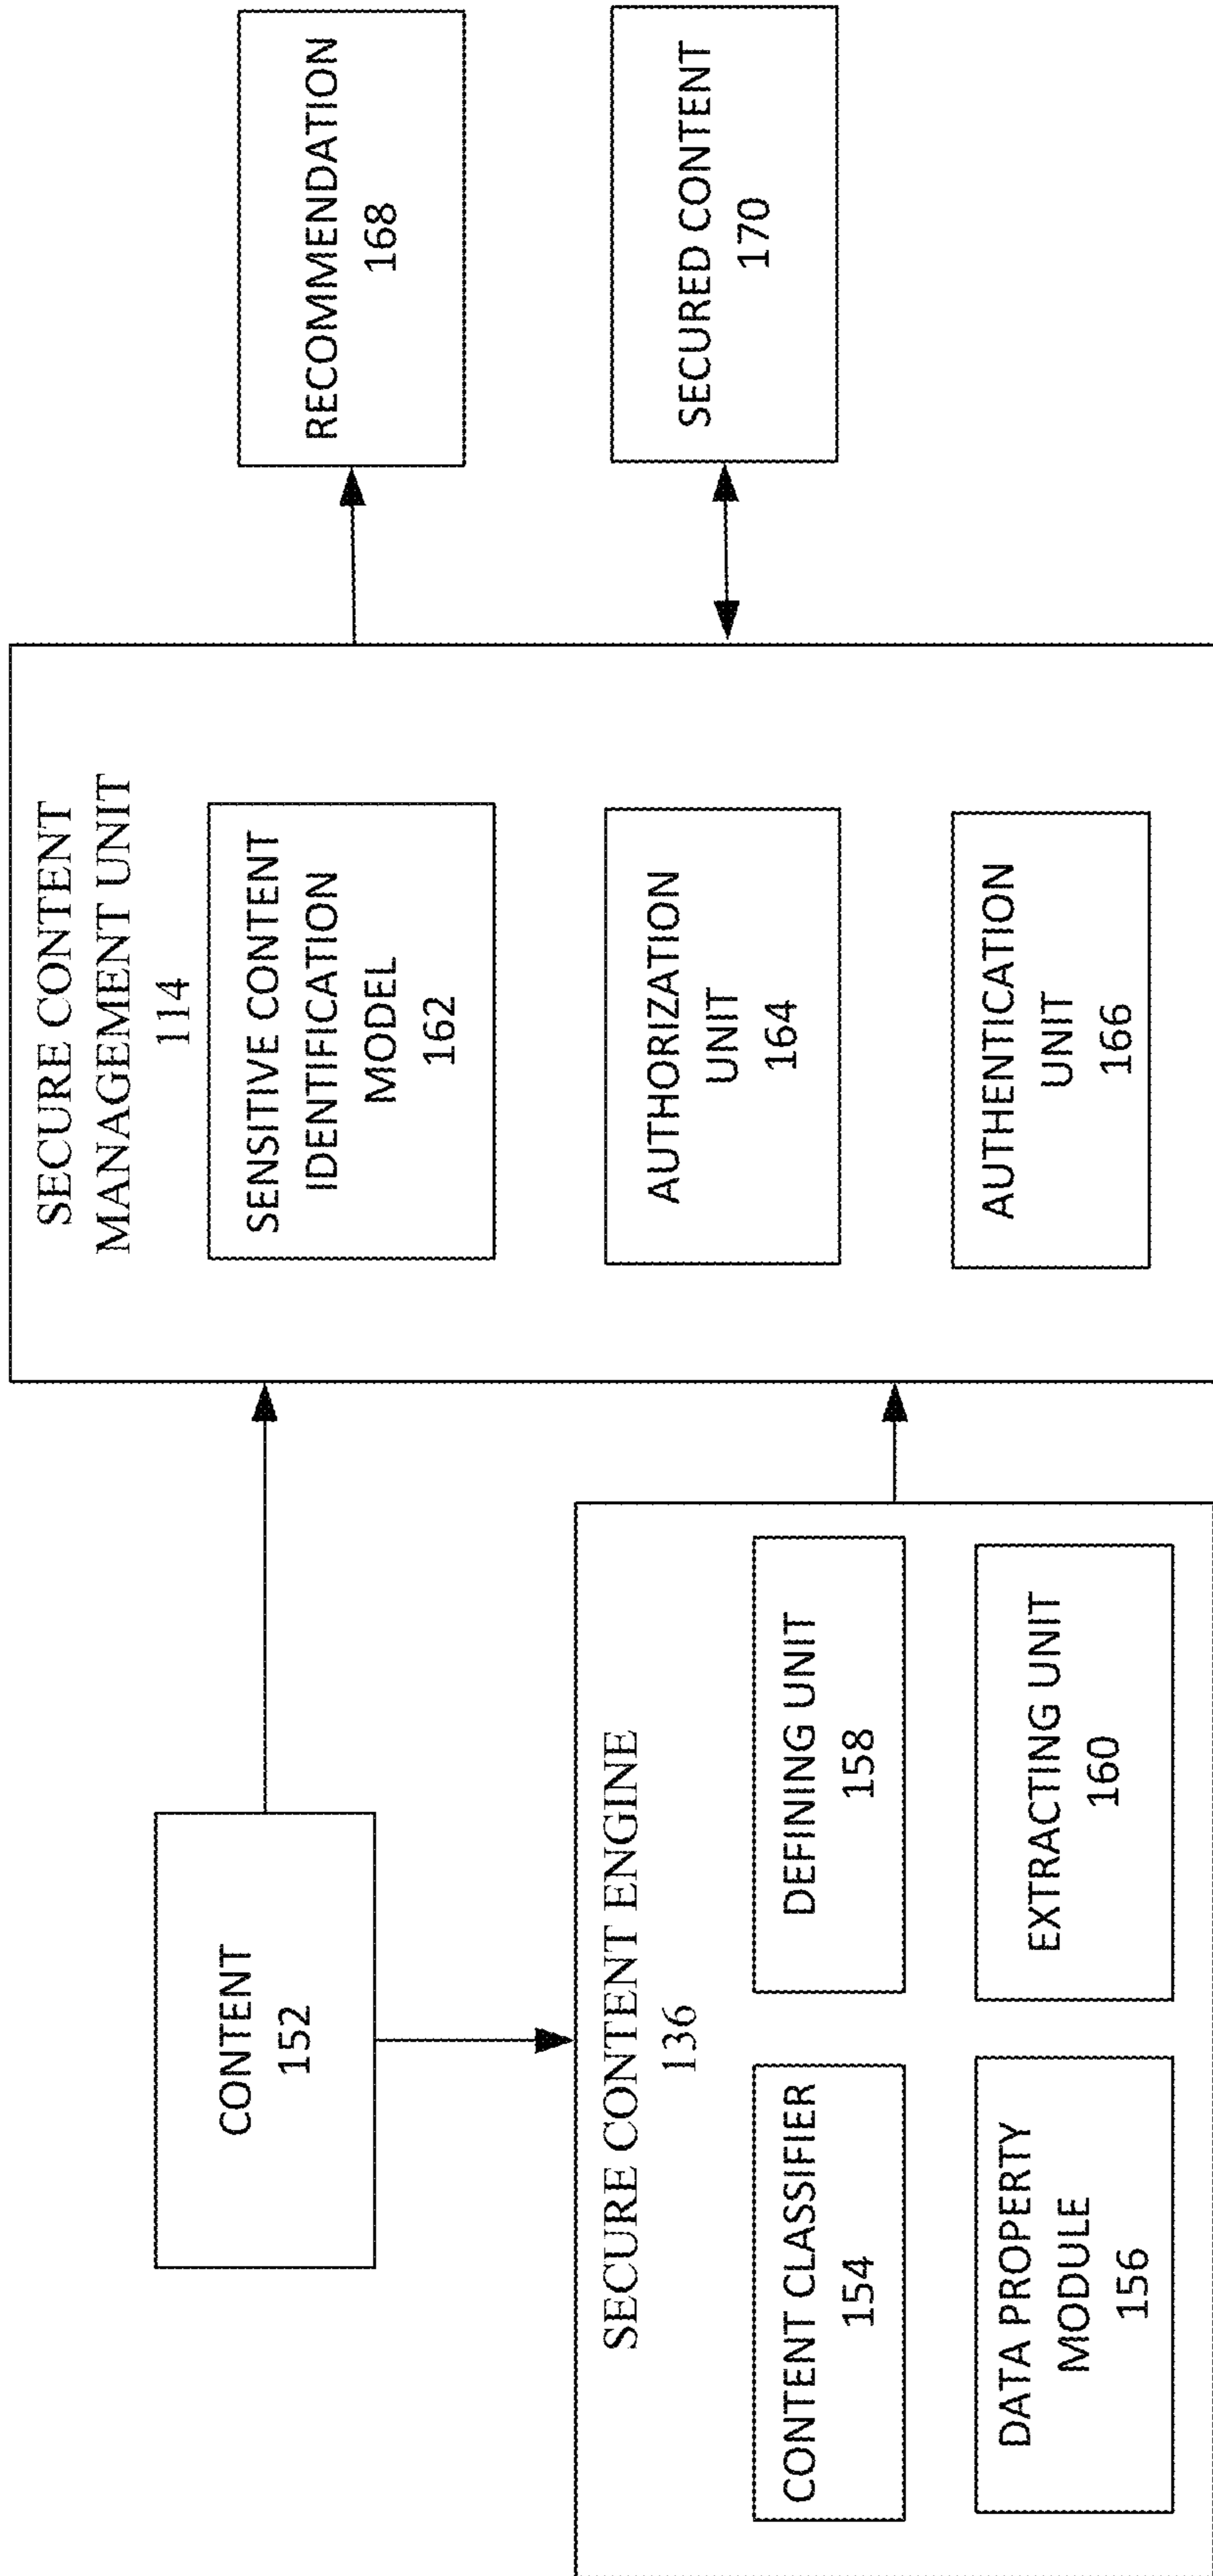 CONTENT
152
SECURE CONTENT ENGINE
136
CONTENT CLASSIFIER
154
DEFINING UNIT
158
DATA PROPERTY
MODULE
156
EXTRACTING UNIT
160
SECURE CONTENT
MANAGEMENT UNIT
114
SENSITIVE CONTENT
IDENTIFICATION
MODEL
162
AUTHORIZATION
UNIT
164
AUTHENTICATION
UNIT
166
RECOMMENDATION
168
SECURED CONTENT
170